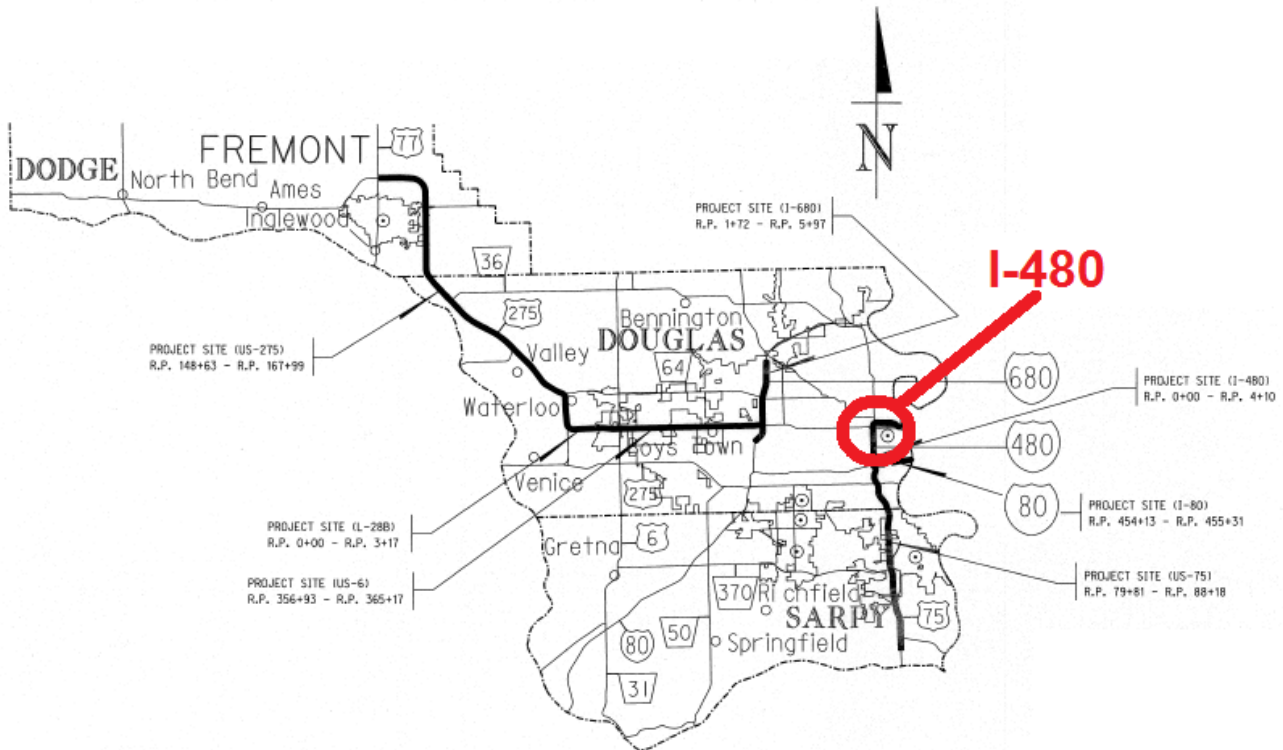 N
FREMONT
77
DODGE
North Bend
Ames
Inglewood
PROJECT SITE (I-680)
R.P. 1+72 - R.P. 5+97
36
I-480
275
Bennington
DOUGLAS
PROJECT SITE (US-275)
R.P. 148+63 - R.P. 167+99
Valley
64
680
PROJECT SITE (I-480)
R.P. 0+00 - R.P. 4+10
Waterloo
480
Boys Town
Venice
275
80
PROJECT SITE (I-80)
R.P. 454+13 - R.P. 455+31
PROJECT SITE (L-28B)
R.P. 0+00 - R.P. 3+17
6
Gretna
PROJECT SITE (US-6)
R.P. 356+93 - R.P. 365+17
PROJECT SITE (US-75)
R.P. 79+81 - R.P. 88+18
370
Richfield
SARPY
75
50
80
Springfield
31